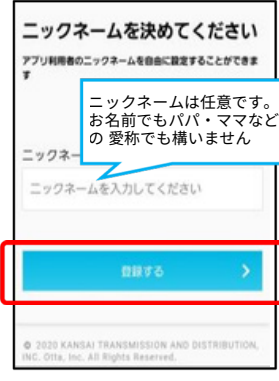 ニックネームを決めてください
アプリ利用者のニックネームを自由に設定することができま
す
ニックネームは任意です。
お名前でもパパ・ママなど
の 愛称でも構いません
ニックネー
ニックネームを入力してください
登録する
© 2020 KANSAI TRANSMISSION AND DISTRIBUTION,
INC. Otta, Inc. All Rights Reserved.